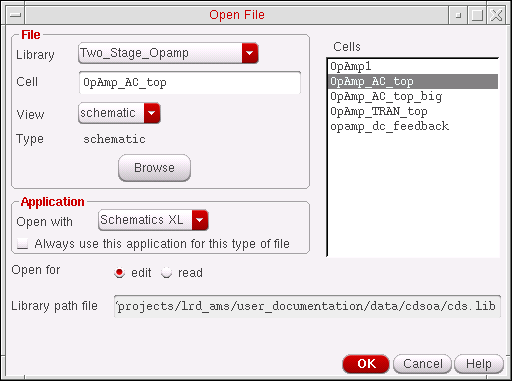 Open File
File
Library Two_Stage_Opamp
Cell OpAmp_AC_top
View schematic
Type schematic
Browse
Cells
OpAmp1
OpAmp_AC_top
OpAmp_AC_top_big
OpAmp_TRAN_top
opamp_dc_feedback
Application
Open with Schematics XL
Always use this application for this type of file
Open for edit read
Library path file /projects/lrd_ams/user_documentation/data/cdsoa/cds.lib
OK Cancel Help